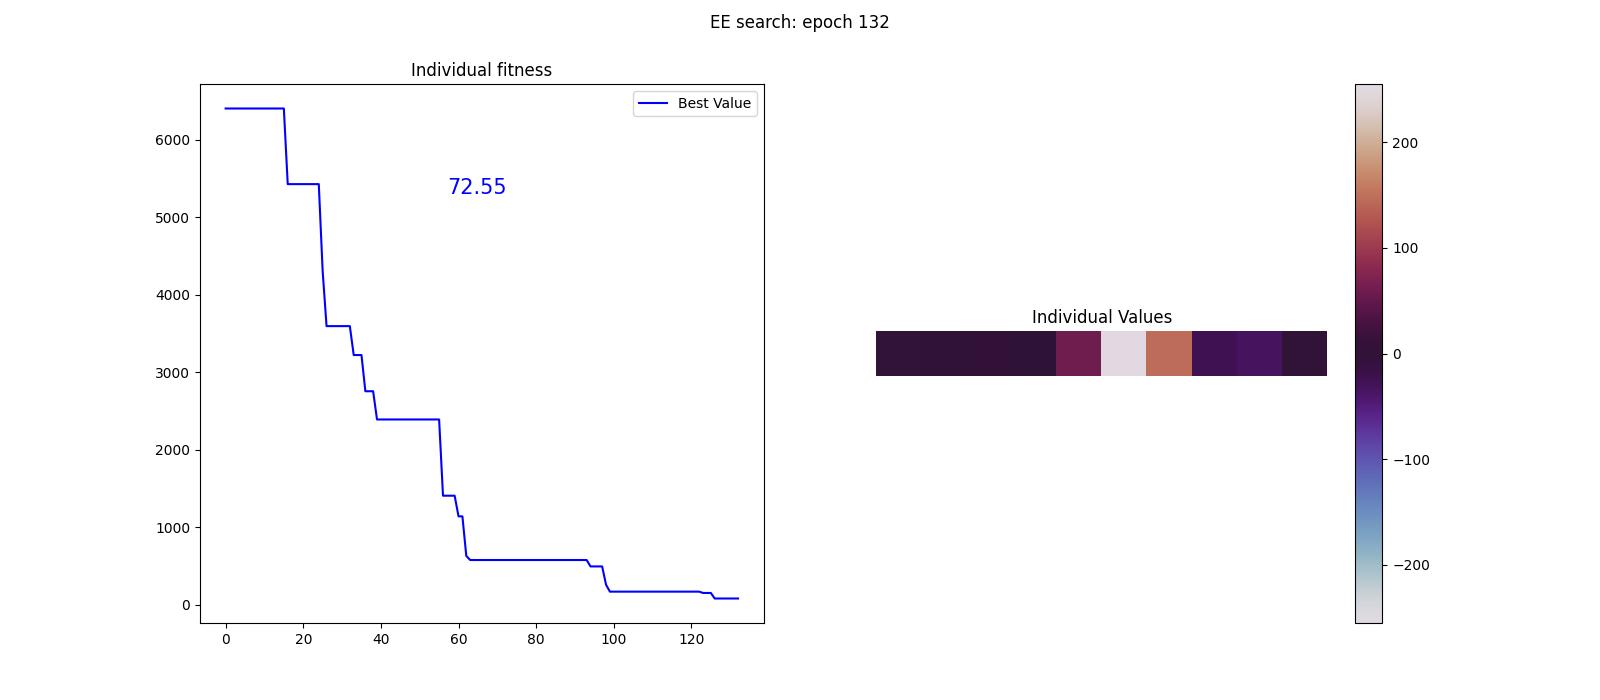 EE search: epoch 132
Individual fitness
Best Value
72.55
6000
5000
4000
3000
2000
1000
0
0 20 40 60 80 100 120
Individual Values
200
100
0
−100
−200